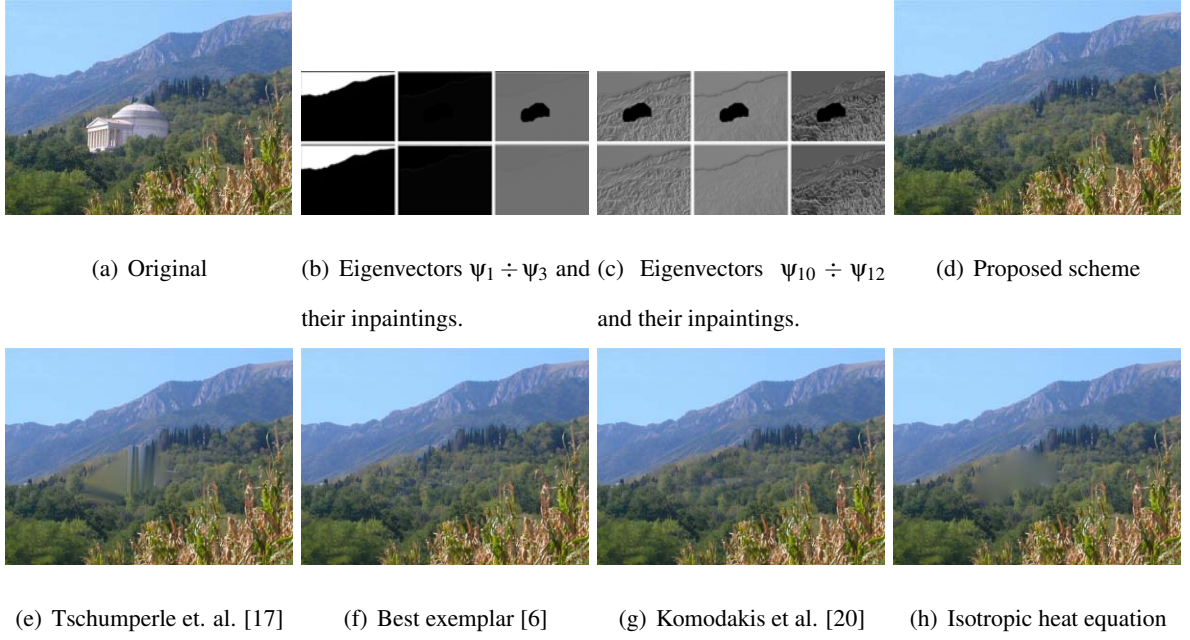 (a) Original
(b) Eigenvectors ψ₁ ÷ ψ₃ and
their inpaintings.
(c) Eigenvectors ψ₁₀ ÷ ψ₁₂
and their inpaintings.
(d) Proposed scheme
(e) Tschumperle et. al. [17]
(f) Best exemplar [6]
(g) Komodakis et al. [20]
(h) Isotropic heat equation